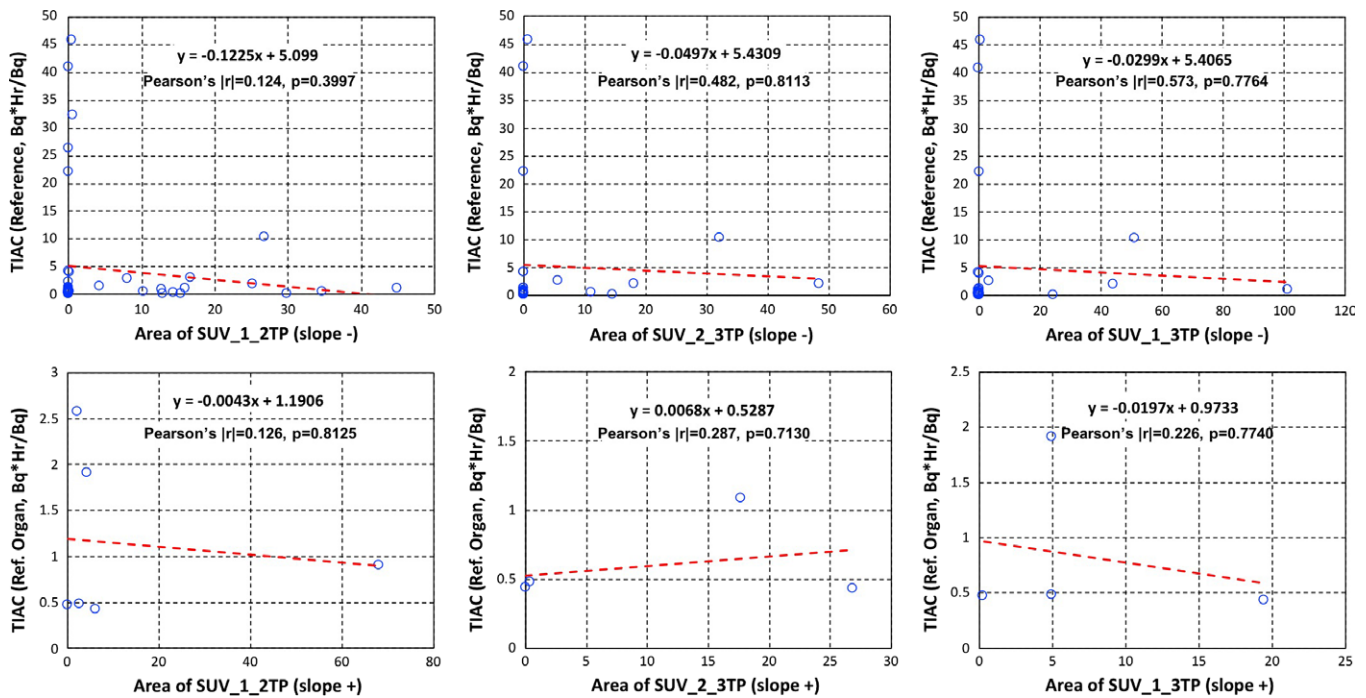 TIAC (Reference, Bq*Hr/Bq)
50
45
40
35
30
25
20
15
10
5
0
y = -0.1225x + 5.099
Pearson's |r|=0.124, p=0.3997
0 10 20 30 40 50
Area of SUV_1_2TP (slope -)
TIAC (Reference, Bq*Hr/Bq)
50
45
40
35
30
25
20
15
10
5
0
y = -0.0497x + 5.4309
Pearson's |r|=0.482, p=0.8113
0 10 20 30 40 50 60
Area of SUV_2_3TP (slope -)
TIAC (Reference, Bq*Hr/Bq)
50
45
40
35
30
25
20
15
10
5
0
y = -0.0299x + 5.4065
Pearson's |r|=0.573, p=0.7764
0 20 40 60 80 100 120
Area of SUV_1_3TP (slope -)
TIAC (Ref. Organ, Bq*Hr/Bq)
3
2.5
2
1.5
1
0.5
0
y = -0.0043x + 1.1906
Pearson's |r|=0.126, p=0.8125
0 20 40 60 80
Area of SUV_1_2TP (slope +)
TIAC (Ref. Organ, Bq*Hr/Bq)
2
1.5
1
0.5
0
y = 0.0068x + 0.5287
Pearson's |r|=0.287, p=0.7130
0 5 10 15 20 25 30
Area of SUV_2_3TP (slope +)
TIAC (Ref. Organ, Bq*Hr/Bq)
2.5
2
1.5
1
0.5
0
y = -0.0197x + 0.9733
Pearson's |r|=0.226, p=0.7740
0 5 10 15 20 25
Area of SUV_1_3TP (slope +)